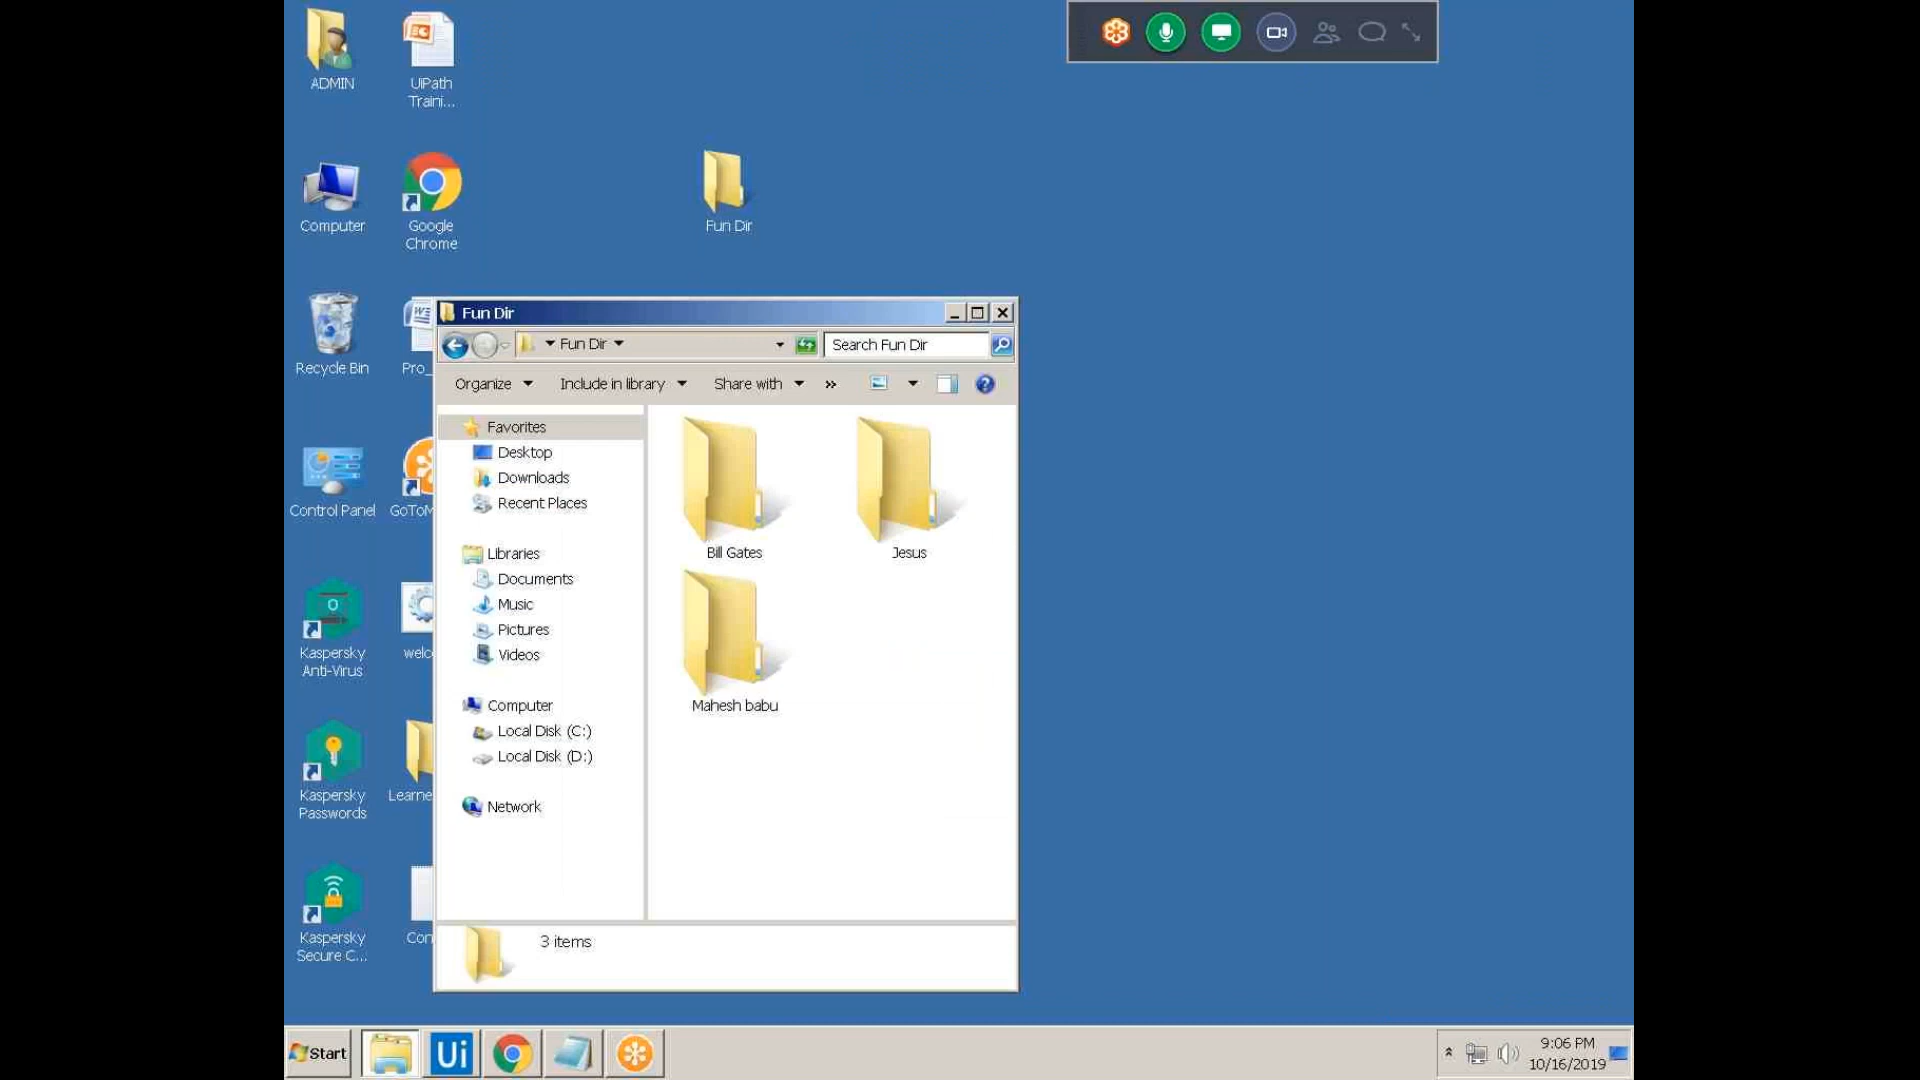 ADMIN
UiPath
Traini...
Computer
Google
Chrome
Fun Dir
Recycle Bin
Pro_
Control Panel
GoToM
Kaspersky
Anti-Virus
welc
Kaspersky
Passwords
Learne
Kaspersky
Secure C...
Con
Fun Dir
Fun Dir
Search Fun Dir
Organize
Include in library
Share with
»
Favorites
Desktop
Downloads
Recent Places
Libraries
Documents
Music
Pictures
Videos
Computer
Local Disk (C:)
Local Disk (D:)
Network
Bill Gates
Jesus
Mahesh babu
3 items
Start
Ui
9:06 PM
10/16/2019